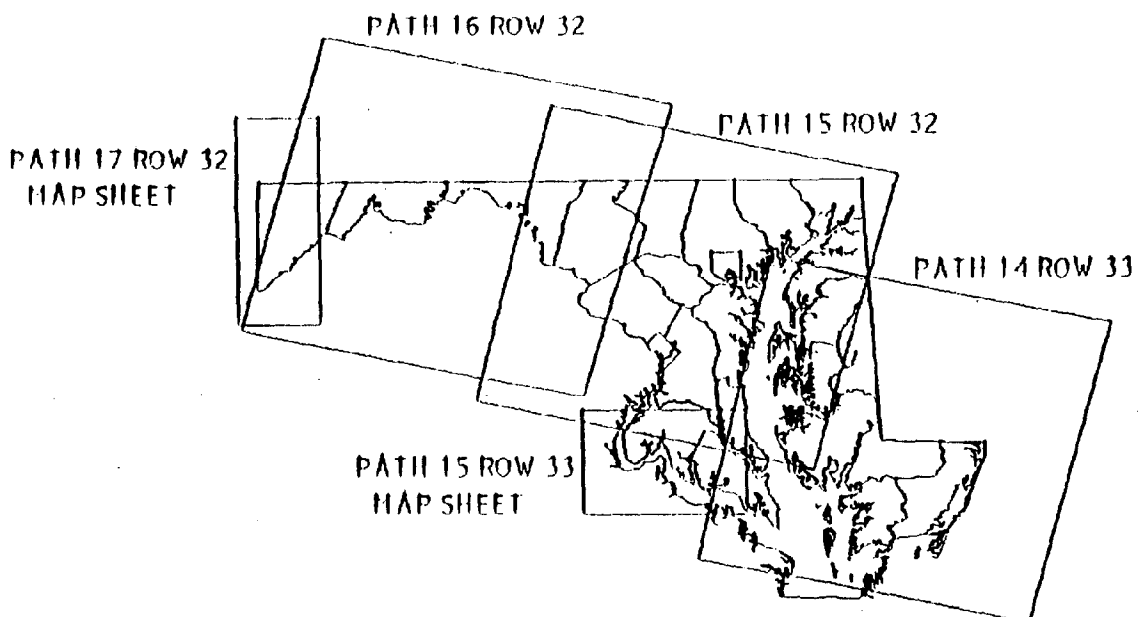 PATH 16 ROW 32
PATH 15 ROW 32
PATH 17 ROW 32
MAP SHEET
PATH 14 ROW 33
PATH 15 ROW 33
MAP SHEET